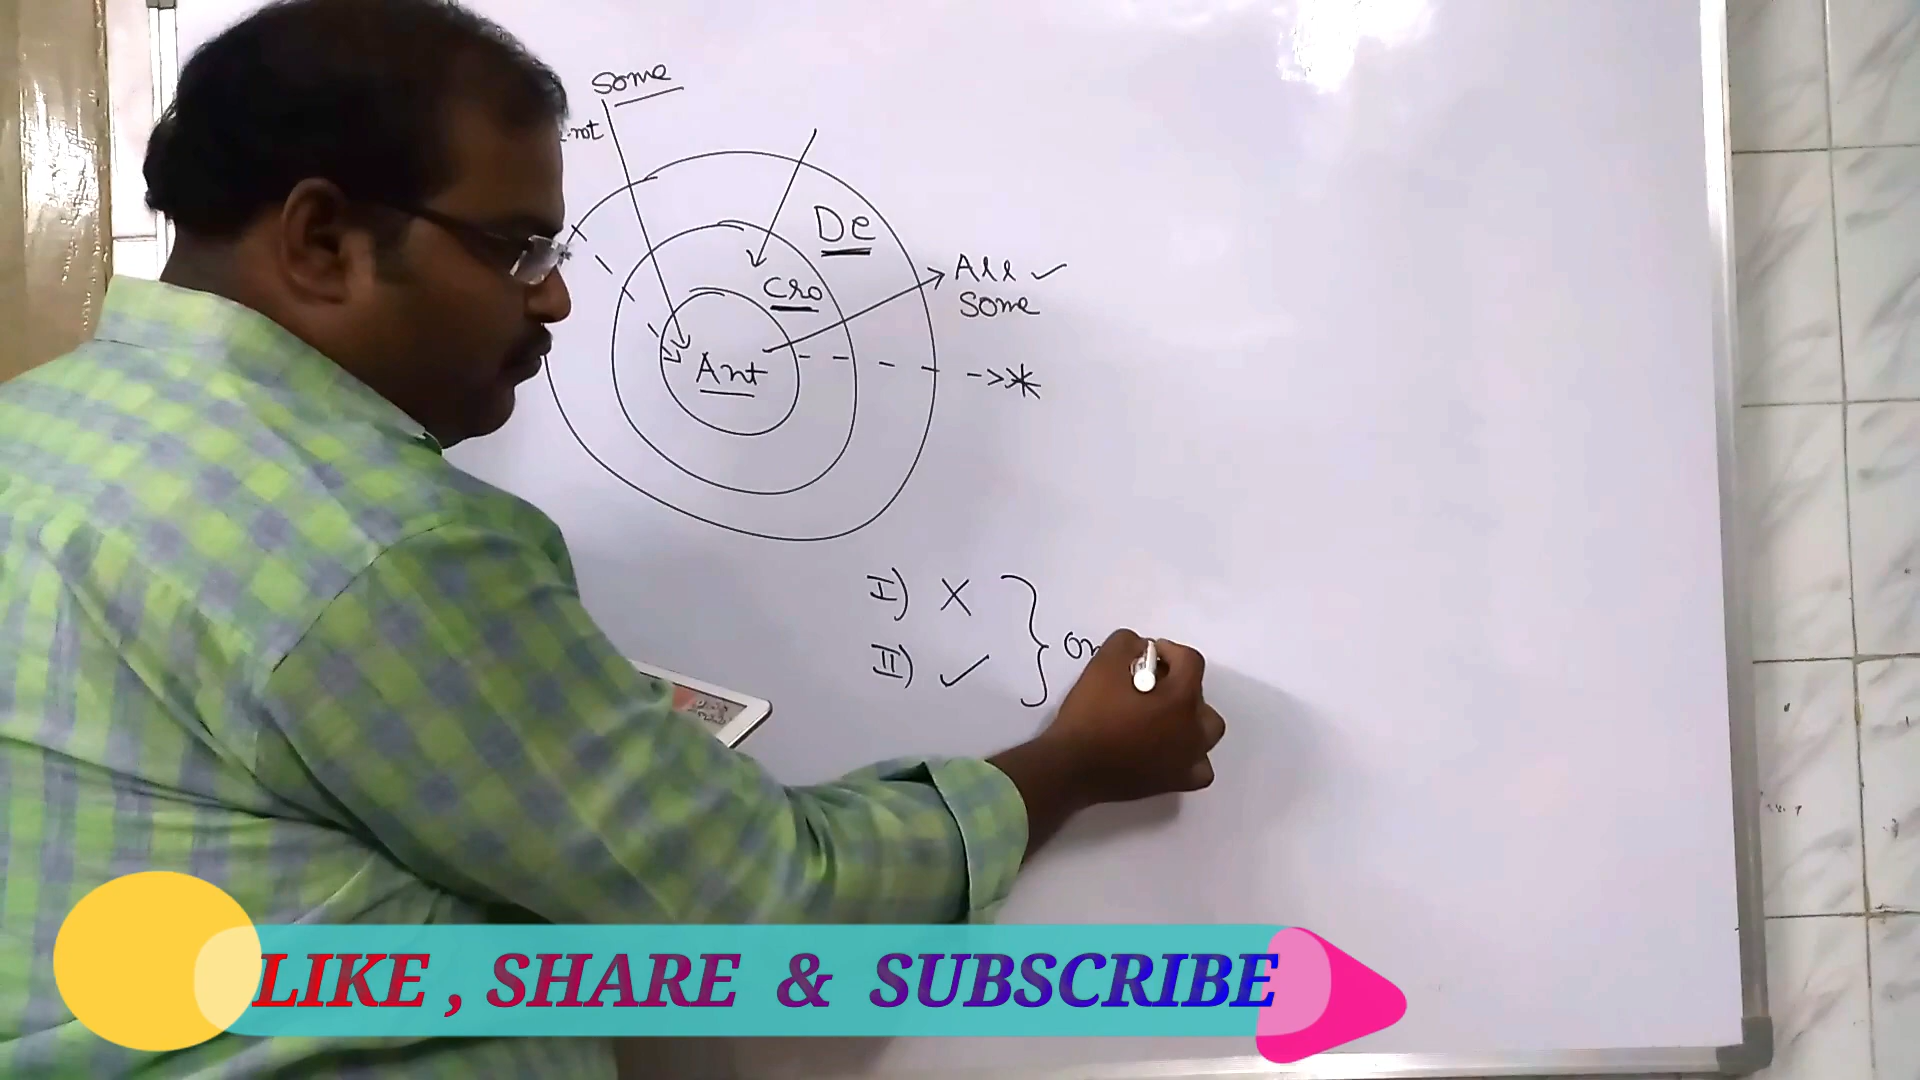 Some
not
De
Cro
All ✓
Some
Ant
I) X
II) ✓
LIKE , SHARE & SUBSCRIBE